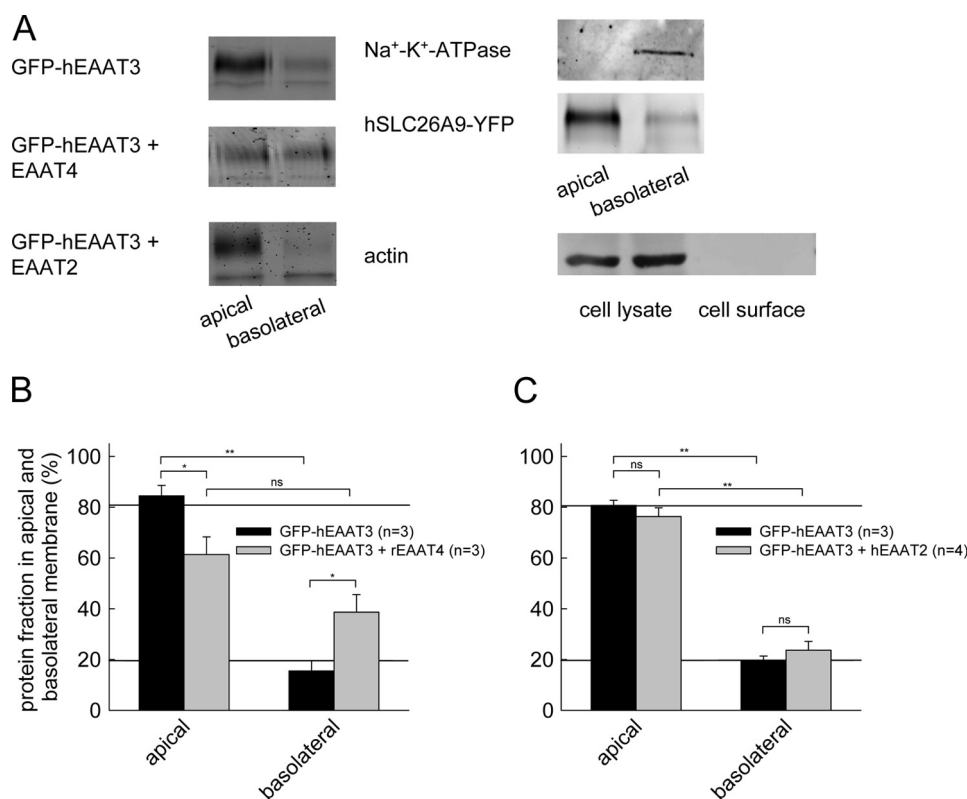 A
GFP-hEAAT3
GFP-hEAAT3 +
EAAT4
GFP-hEAAT3 +
EAAT2
apical
basolateral
Na⁺-K⁺-ATPase
hSLC26A9-YFP
apical
basolateral
actin
cell lysate cell surface
B
protein fraction in apical and
basolateral membrane (%)
100
80
60
40
20
0
**
*
ns
GFP-hEAAT3 (n=3)
GFP-hEAAT3 + rEAAT4 (n=3)
*
apical
basolateral
C
100
80
60
40
20
0
**
ns
**
GFP-hEAAT3 (n=3)
GFP-hEAAT3 + hEAAT2 (n=4)
ns
apical
basolateral